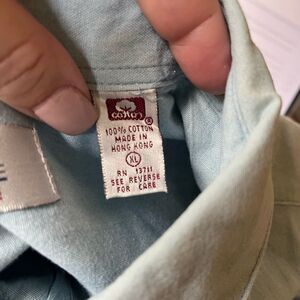 cotton
®
100% COTTON
MADE IN
HONG KONG
XL
RN 13711
SEE REVERSE
FOR CARE